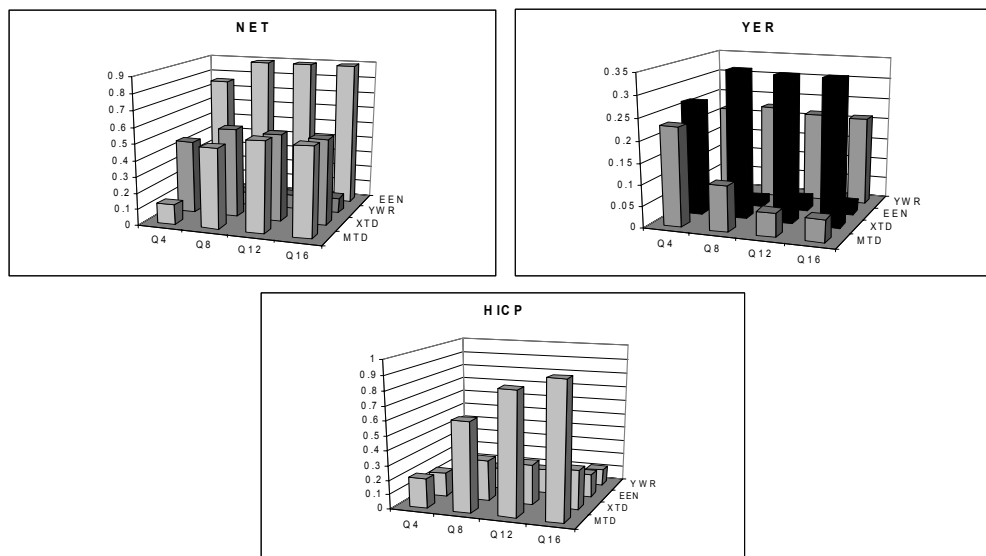 NET
0.9
0.8
0.7
0.6
0.5
0.4
0.3
0.2
0.1
0
Q4
Q8
Q12
Q16
EEN
YWR
XTD
MTD
YER
0.35
0.3
0.25
0.2
0.15
0.1
0.05
0
Q4
Q8
Q12
Q16
YWR
EEN
XTD
MTD
HICP
1
0.9
0.8
0.7
0.6
0.5
0.4
0.3
0.2
0.1
0
Q4
Q8
Q12
Q16
YWR
EEN
XTD
MTD